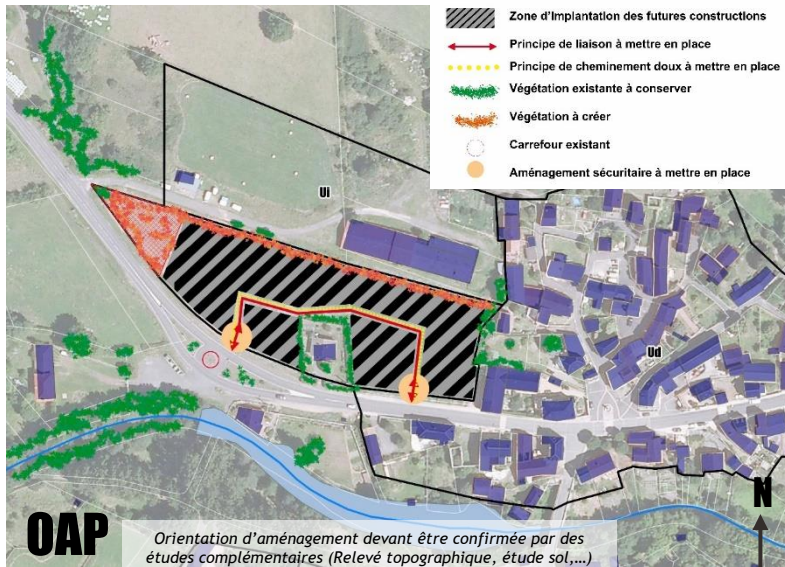 Zone d'Implantation des futures constructions
Principe de liaison à mettre en place
Principe de cheminement doux à mettre en place
Végétation existante à conserver
Végétation à créer
Carrefour existant
Aménagement sécuritaire à mettre en place
Ui
Ud
N
OAP
Orientation d'aménagement devant être confirmée par des
études complémentaires (Relevé topographique, étude sol,…)